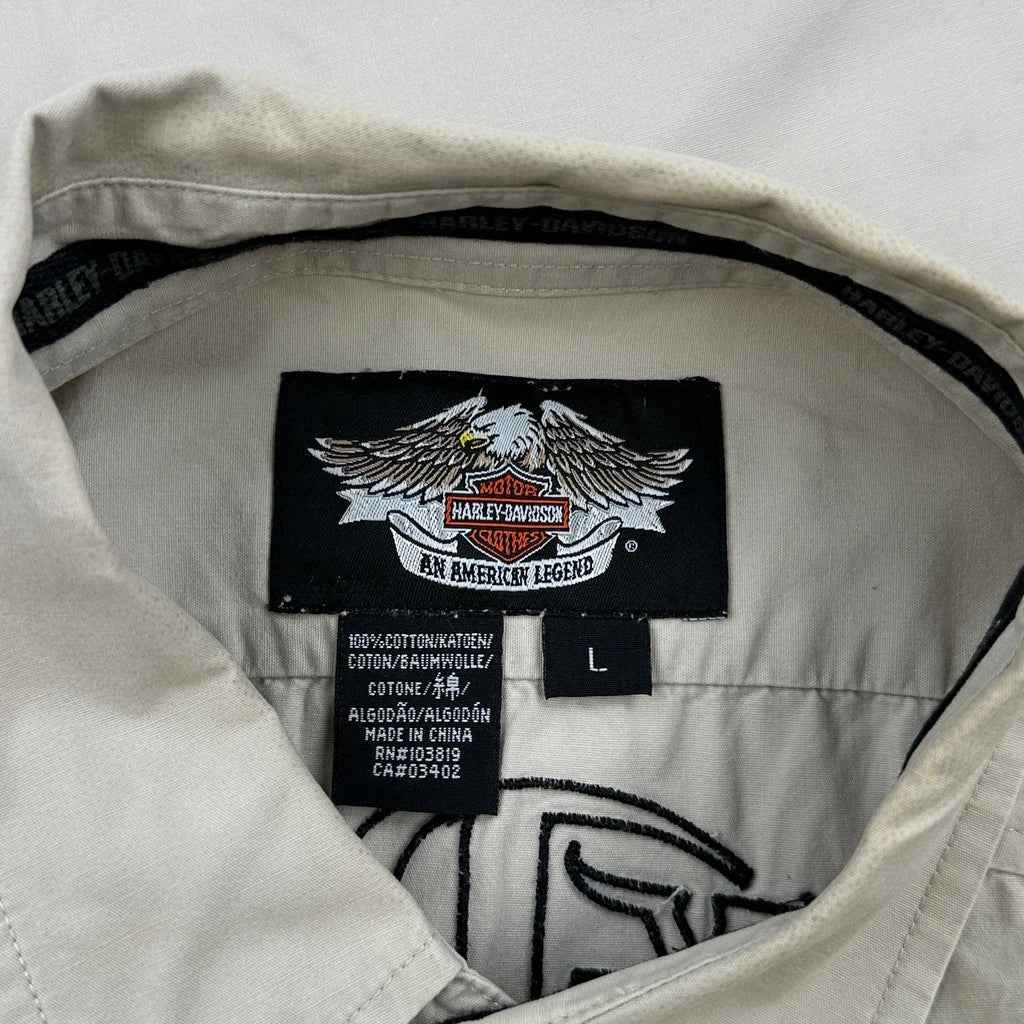 HARLEY-DAVIDSON
HARLEY-DAVIDSON
MOTOR
HARLEY-DAVIDSON
CLOTHES
AN AMERICAN LEGEND
®
100%COTTON/KATOEN/
COTON/BAUMWOLLE/
COTONE/綿/
ALGODÃO/ALGODÓN
MADE IN CHINA
RN#103819
CA#03402
L